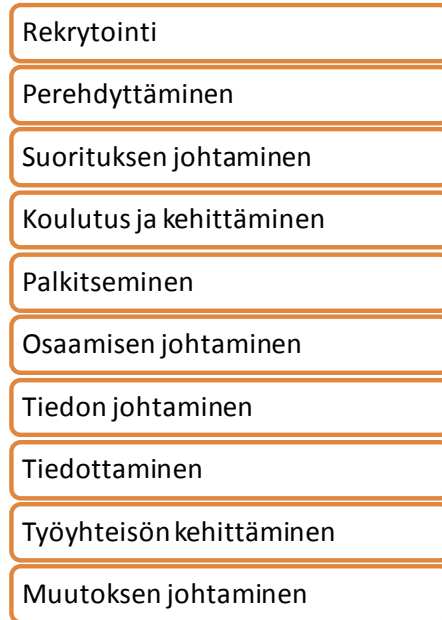 Rekrytointi
Perehdyttäminen
Suorituksen johtaminen
Koulutus ja kehittäminen
Palkitseminen
Osaamisen johtaminen
Tiedon johtaminen
Tiedottaminen
Työyhteisön kehittäminen
Muutoksen johtaminen